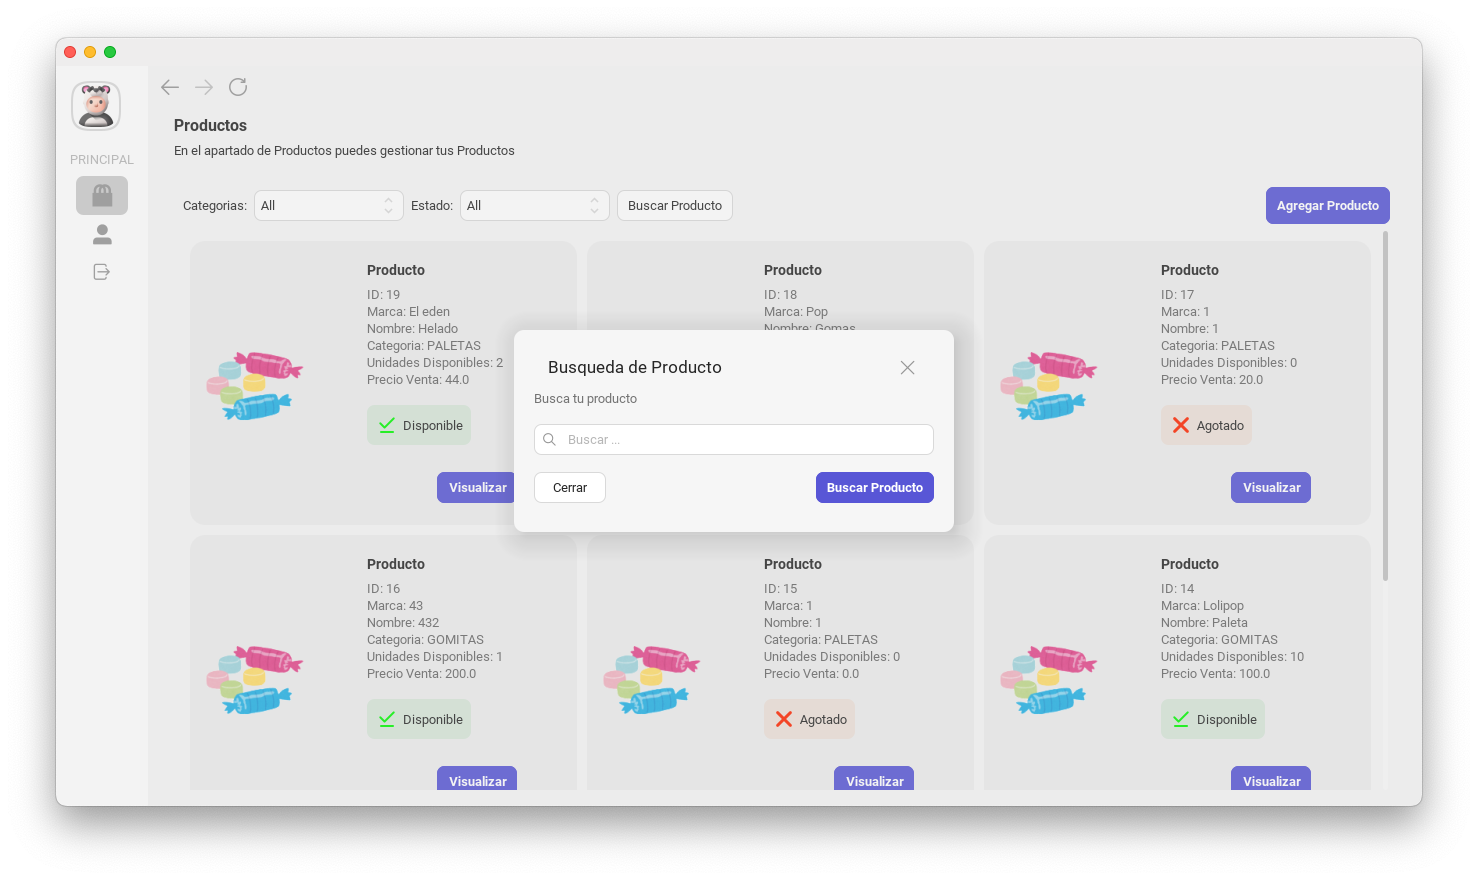 PRINCIPAL
Productos
En el apartado de Productos puedes gestionar tus Productos
Categorias: All Estado: All Buscar Producto Agregar Producto
Producto
ID: 19
Marca: El eden
Nombre: Helado
Categoria: PALETAS
Unidades Disponibles: 2
Precio Venta: 44.0
Disponible
Visualizar
Producto
ID: 18
Marca: Pop
Nombre: Gomas
Producto
ID: 17
Marca: 1
Nombre: 1
Categoria: PALETAS
Unidades Disponibles: 0
Precio Venta: 20.0
Agotado
Visualizar
Busqueda de Producto
Busca tu producto
Buscar ...
Cerrar Buscar Producto
Producto
ID: 16
Marca: 43
Nombre: 432
Categoria: GOMITAS
Unidades Disponibles: 1
Precio Venta: 200.0
Disponible
Visualizar
Producto
ID: 15
Marca: 1
Nombre: 1
Categoria: PALETAS
Unidades Disponibles: 0
Precio Venta: 0.0
Agotado
Visualizar
Producto
ID: 14
Marca: Lolipop
Nombre: Paleta
Categoria: GOMITAS
Unidades Disponibles: 10
Precio Venta: 100.0
Disponible
Visualizar